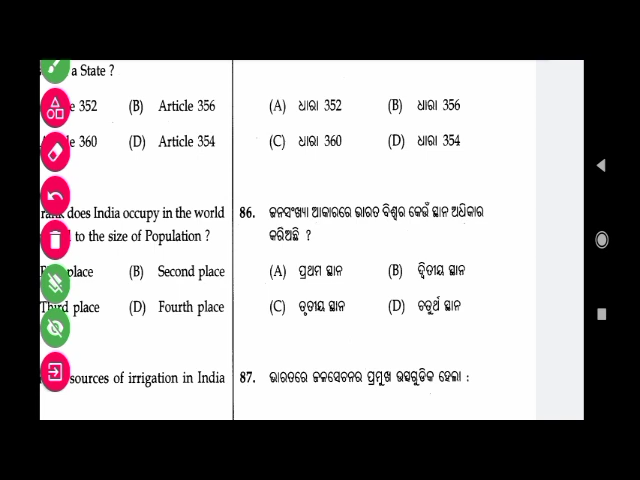 a State ?
352 (B) Article 356
360 (D) Article 354
does India occupy in the world
to the size of Population ?
place (B) Second place
Third place (D) Fourth place
sources of irrigation in India
(A) ଧାରା 352 (B) ଧାରା 356
(C) ଧାରା 360 (D) ଧାରା 354
86. ଜନସଂଖ୍ୟା ଆକାରରେ ଭାରତ ବିଶ୍ୱର କେଉଁ ସ୍ଥାନ ଅଧିକାର
କରିଅଛି ?
(A) ପ୍ରଥମ ସ୍ଥାନ (B) ଦ୍ୱିତୀୟ ସ୍ଥାନ
(C) ତୃତୀୟ ସ୍ଥାନ (D) ଚତୁର୍ଥ ସ୍ଥାନ
87. ଭାରତରେ ଜଳସେଚନର ପ୍ରମୁଖ ଉତ୍ସଗୁଡିକ ହେଲା :